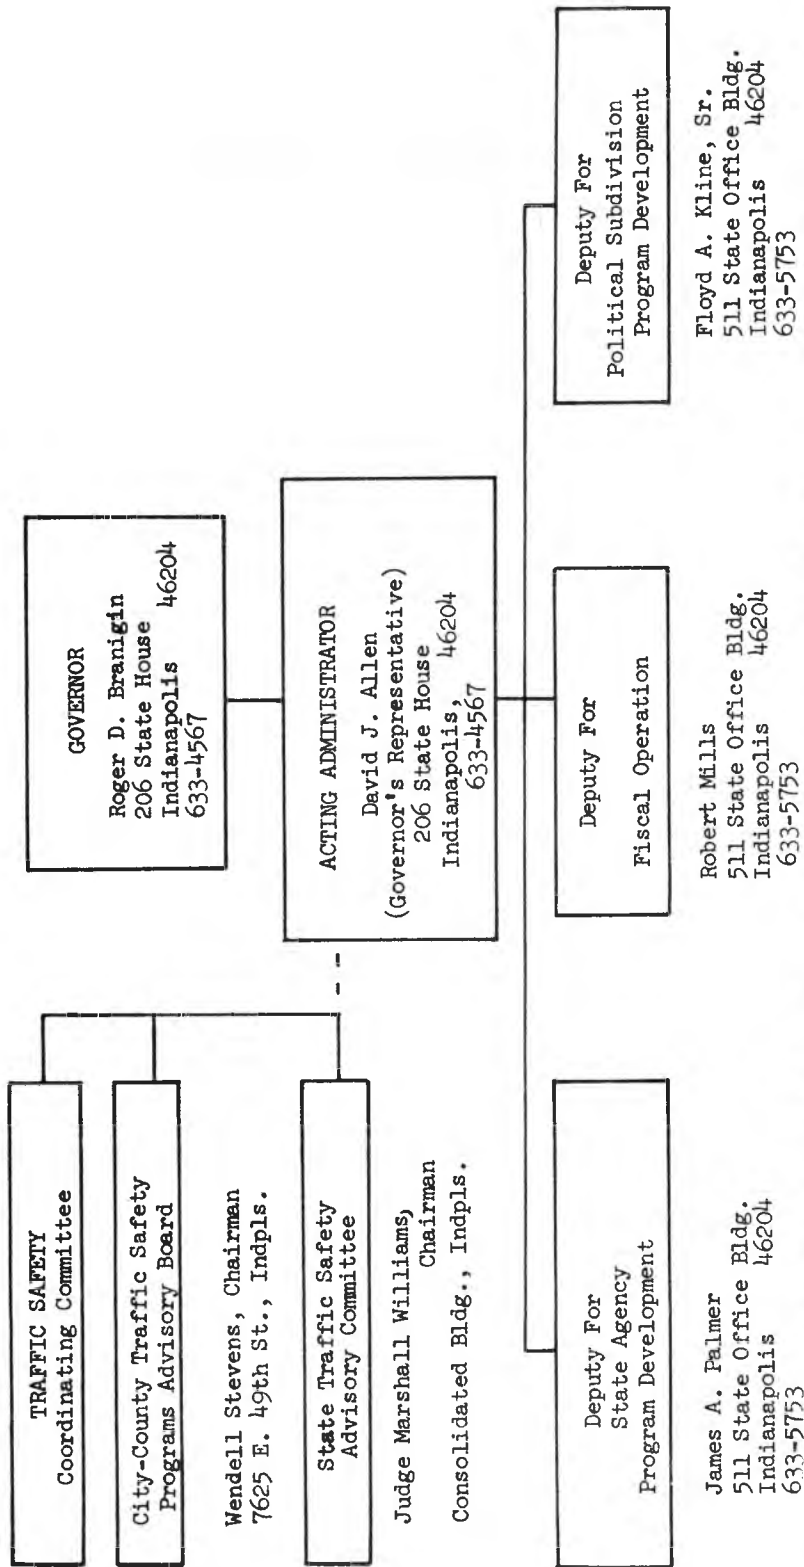 TRAFFIC SAFETY
Coordinating Committee
City-County Traffic Safety
Programs Advisory Board
Wendell Stevens, Chairman
7625 E. 49th St., Indpls.
State Traffic Safety
Advisory Committee
Judge Marshall Williams,
Chairman
Consolidated Bldg., Indpls.
GOVERNOR
Roger D. Branigin
206 State House
Indianapolis 46204
633-4567
ACTING ADMINISTRATOR
David J. Allen
(Governor's Representative)
206 State House
Indianapolis, 46204
633-4567
Deputy For
State Agency
Program Development
James A. Palmer
511 State Office Bldg.
Indianapolis 46204
633-5753
Deputy For
Fiscal Operation
Robert Mills
511 State Office Bldg.
Indianapolis 46204
633-5753
Deputy For
Political Subdivision
Program Development
Floyd A. Kline, Sr.
511 State Office Bldg.
Indianapolis 46204
633-5753